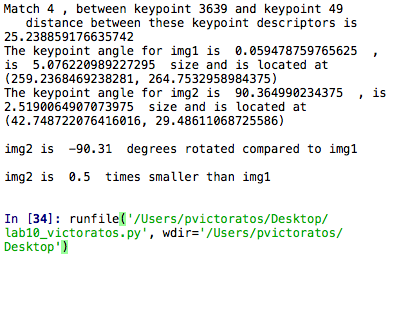 Match 4 , between keypoint 3639 and keypoint 49
distance between these keypoint descriptors is
25.238859176635742
The keypoint angle for img1 is  0.059478759765625  ,
is  5.076220989227295  size and is located at
(259.2368469238281, 264.7532958984375)
The keypoint angle for img2 is  90.364990234375  , is
2.5190064907073975  size and is located at
(42.748722076416016, 29.48611068725586)
img2 is  -90.31  degrees rotated compared to img1
img2 is  0.5  times smaller than img1
In [34]: runfile('/Users/pvictoratos/Desktop/
lab10_victoratos.py', wdir='/Users/pvictoratos/
Desktop')